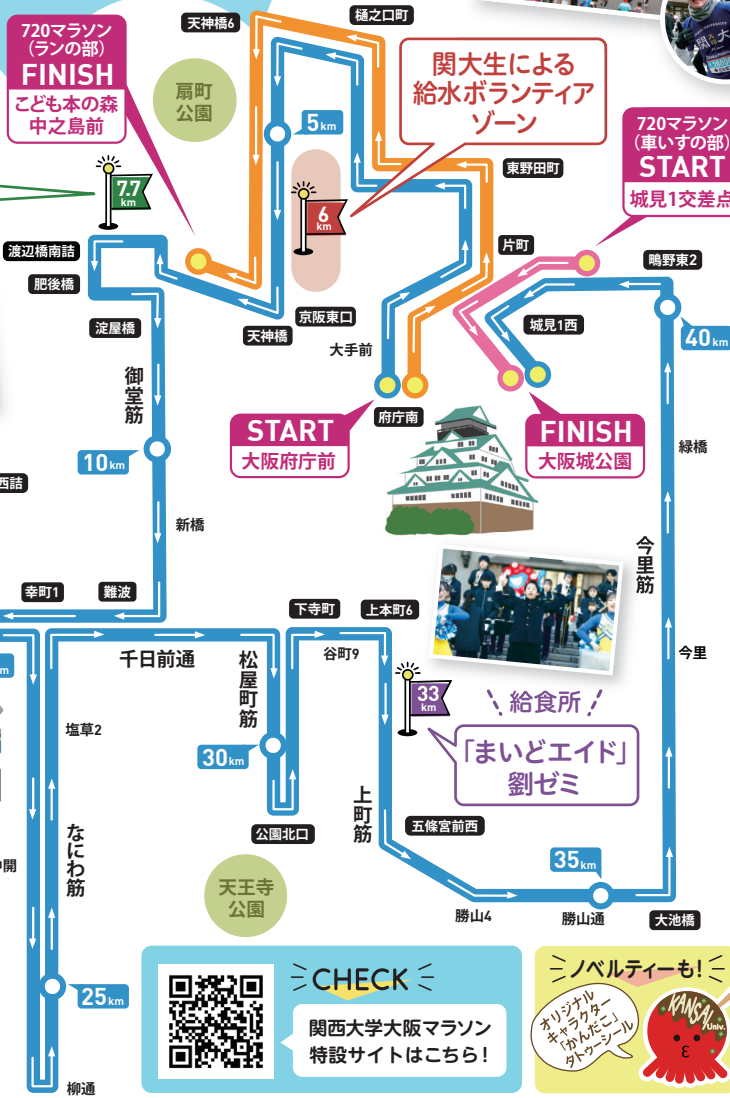 720マラソン
(ランの部)
FINISH
こども本の森
中之島前
天神橋6
樋之口町
扇町
公園
5km
関大生による
給水ボランティア
ゾーン
720マラソン
(車いすの部)
START
城見1交差点
東野田町
7.7
km
6
km
渡辺橋南詰
肥後橋
淀屋橋
片町
鴫野東2
京阪東口
天神橋
大手前
城見1西
40km
御堂筋
府庁南
START
大阪府庁前
FINISH
大阪城公園
緑橋
10km
西詰
新橋
今里筋
幸町1
難波
下寺町
上本町6
千日前通
谷町9
今里
松屋町筋
33
km
給食所
「まいどエイド」
劉ゼミ
塩草2
30km
上町筋
公園北口
五條宮前西
なにわ筋
開
天王寺
公園
35km
勝山4
勝山通
大池橋
25km
柳通
CHECK
関西大学大阪マラソン
特設サイトはこちら!
ノベルティーも!
オリジナル
キャラクター
「かんだこ」
タトゥーシール
KANSAI
Univ.